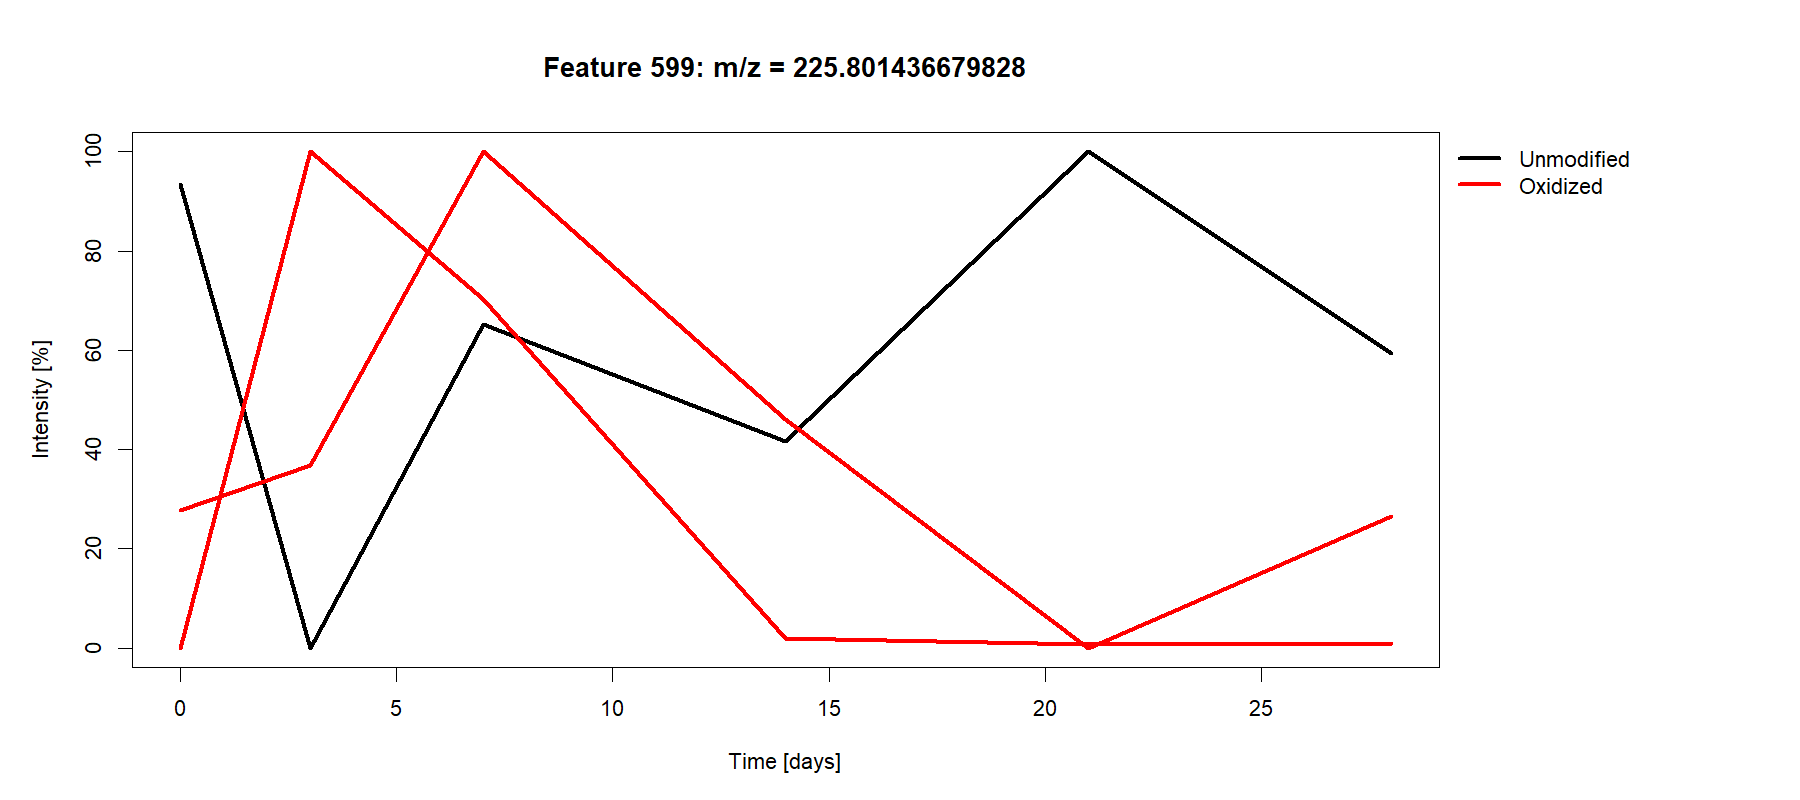 Feature 599: m/z = 225.801436679828
Unmodified
Oxidized
Intensity [%]
100
80
60
40
20
0
0 5 10 15 20 25
Time [days]